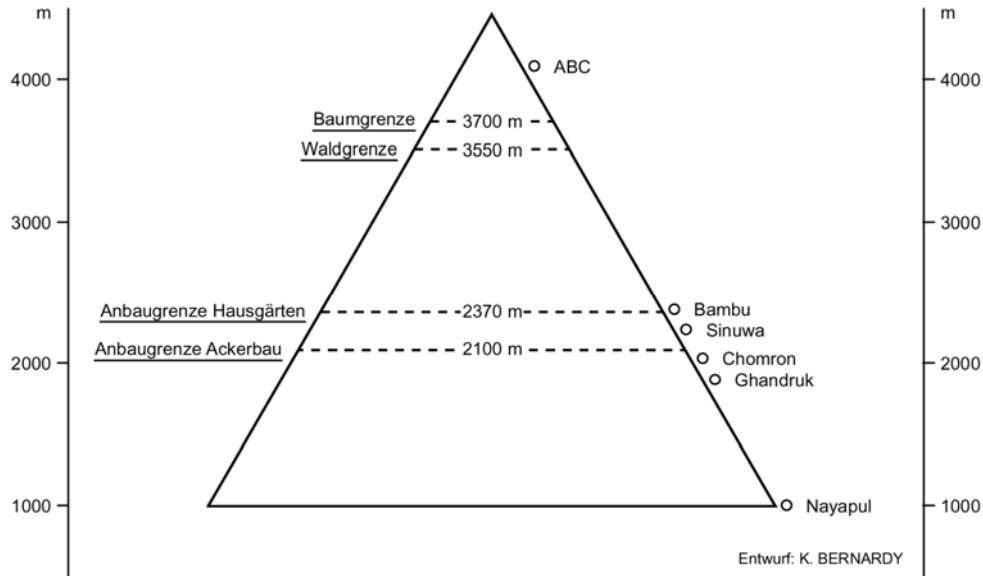 m m
4000 ABC 4000
Baumgrenze 3700 m
Waldgrenze 3550 m
3000 3000
Anbaugrenze Hausgärten 2370 m Bambu
Sinuwa
Anbaugrenze Ackerbau 2100 m
2000 Chomron 2000
Ghandruk
1000 Nayapul 1000
Entwurf: K. BERNARDY